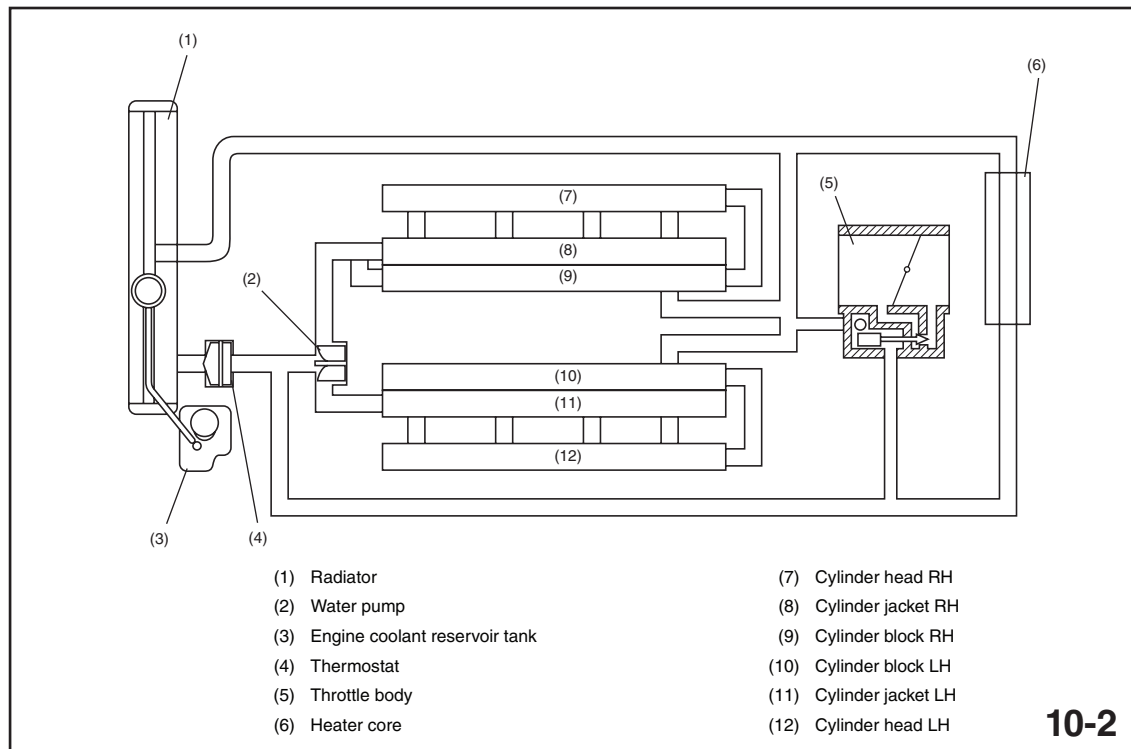 (1)
(6)
(7)
(5)
(8)
(2)
(9)
(10)
(11)
(12)
(3)
(4)
(1) Radiator
(2) Water pump
(3) Engine coolant reservoir tank
(4) Thermostat
(5) Throttle body
(6) Heater core
(7) Cylinder head RH
(8) Cylinder jacket RH
(9) Cylinder block RH
(10) Cylinder block LH
(11) Cylinder jacket LH
(12) Cylinder head LH
10-2